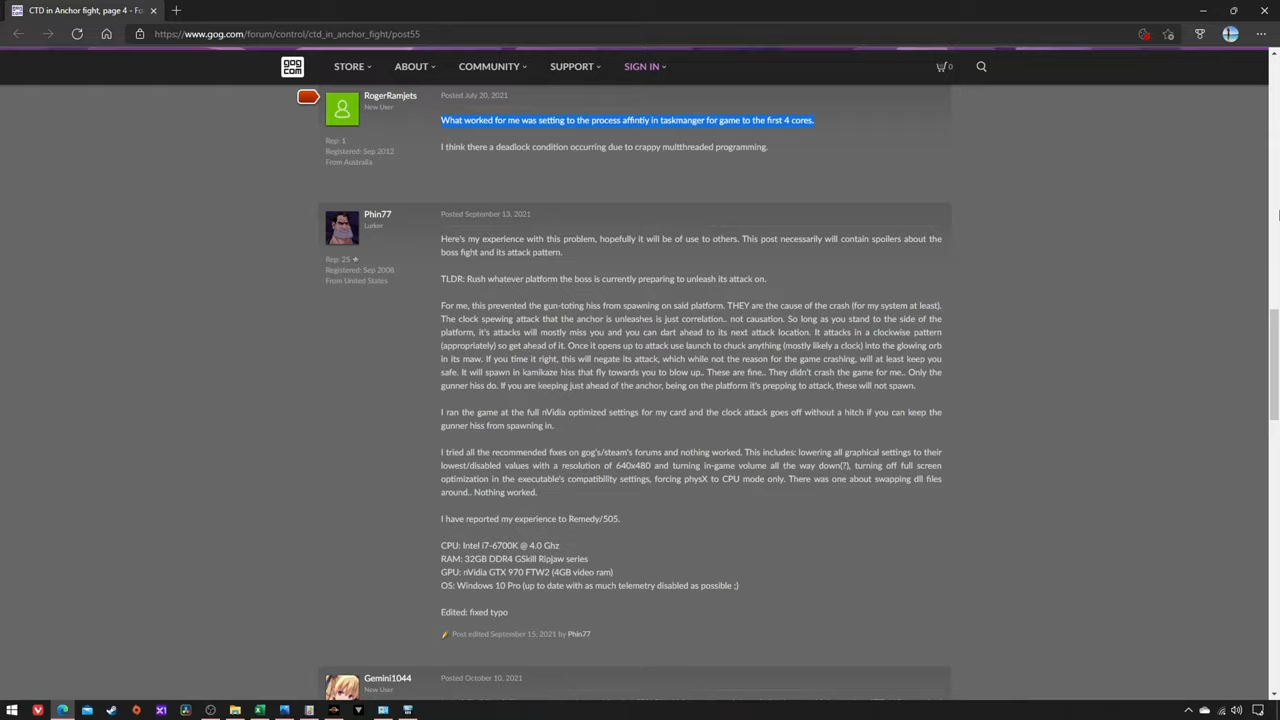 CTD in Anchor fight, page 4 - Fo
https://www.gog.com/forum/control/ctd_in_anchor_fight/post55
gog
com
STORE
ABOUT
COMMUNITY
SUPPORT
SIGN IN
0
RogerRamjets
New User
Rep: 1
Registered: Sep 2012
From Australia
Posted July 20, 2021
What worked for me was setting to the process affintiy in taskmanger for game to the first 4 cores.
I think there a deadlock condition occurring due to crappy multthreaded programming.
Phin77
Lurker
Rep: 25
Registered: Sep 2008
From United States
Posted September 13, 2021
Here's my experience with this problem, hopefully it will be of use to others. This post necessarily will contain spoilers about the
boss fight and its attack pattern.
TLDR: Rush whatever platform the boss is currently preparing to unleash its attack on.
For me, this prevented the gun-toting hiss from spawning on said platform. THEY are the cause of the crash (for my system at least).
The clock spewing attack that the anchor is unleashes is just correlation.. not causation. So long as you stand to the side of the
platform, it's attacks will mostly miss you and you can dart ahead to its next attack location. It attacks in a clockwise pattern
(appropriately) so get ahead of it. Once it opens up to attack use launch to chuck anything (mostly likely a clock) into the glowing orb
in its maw. If you time it right, this will negate its attack, which while not the reason for the game crashing, will at least keep you
safe. It will spawn in kamikaze hiss that fly towards you to blow up.. These are fine.. They didn't crash the game for me.. Only the
gunner hiss do. If you are keeping just ahead of the anchor, being on the platform it's prepping to attack, these will not spawn.
I ran the game at the full nVidia optimized settings for my card and the clock attack goes off without a hitch if you can keep the
gunner hiss from spawning in.
I tried all the recommended fixes on gog's/steam's forums and nothing worked. This includes: lowering all graphical settings to their
lowest/disabled values with a resolution of 640x480 and turning in-game volume all the way down(?), turning off full screen
optimization in the executable's compatibility settings, forcing physX to CPU mode only. There was one about swapping dll files
around.. Nothing worked.
I have reported my experience to Remedy/505.
CPU: Intel i7-6700K @ 4.0 Ghz
RAM: 32GB DDR4 GSkill Ripjaw series
GPU: nVidia GTX 970 FTW2 (4GB video ram)
OS: Windows 10 Pro (up to date with as much telemetry disabled as possible ;)
Edited: fixed typo
Post edited September 15, 2021 by Phin77
Gemini1044
New User
Posted October 10, 2021